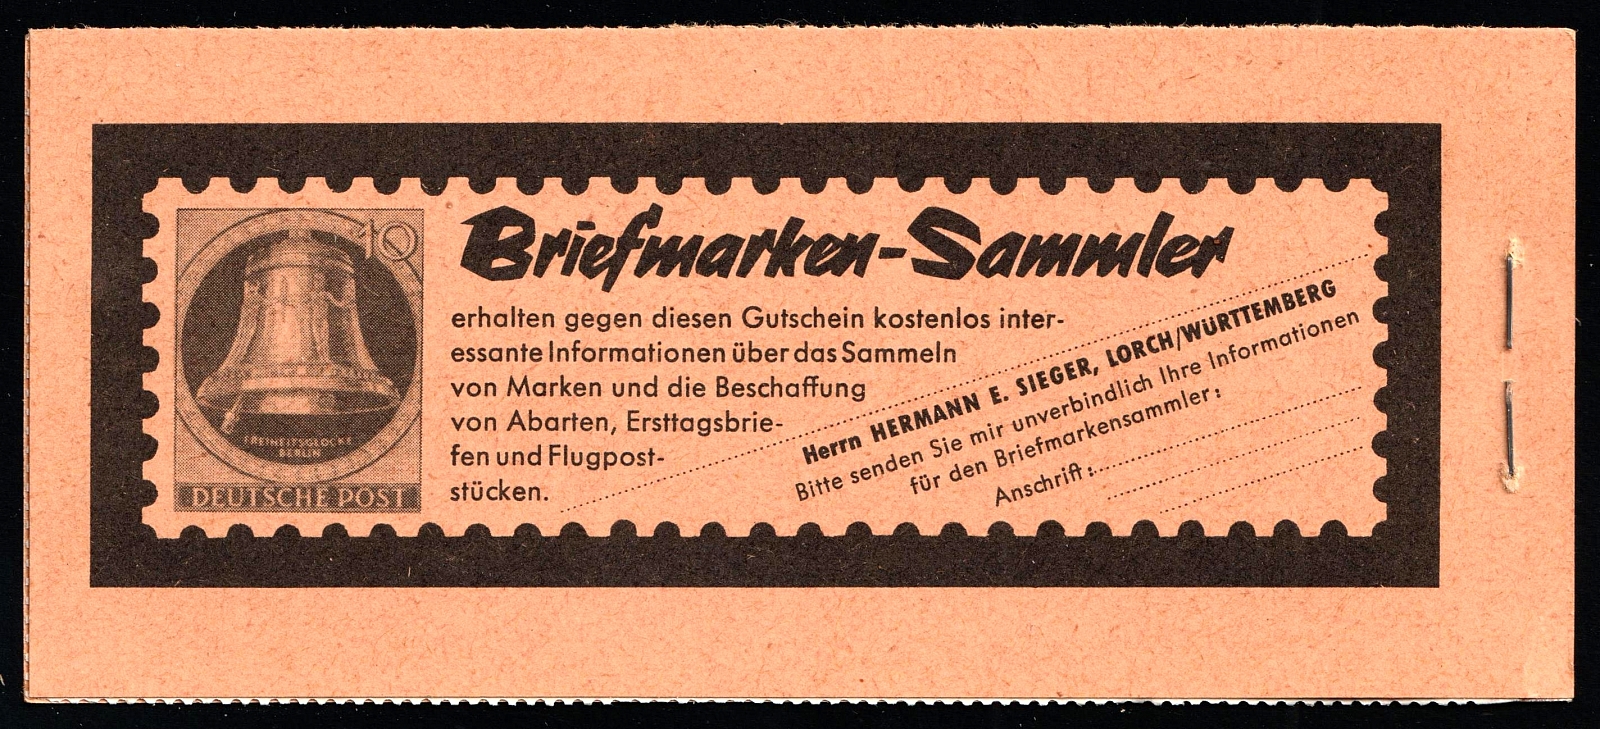 10
FREIHEITSGLOCKE
BERLIN
DEUTSCHE POST
Briefmarken-Sammler
erhalten gegen diesen Gutschein kostenlos inter-
essante Informationen über das Sammeln
von Marken und die Beschaffung
von Abarten, Ersttagsbrie-
fen und Flugpost-
stücken.
Herrn HERMANN E. SIEGER, LORCH/WÜRTTEMBERG
Bitte senden Sie mir unverbindlich Ihre Informationen
für den Briefmarkensammler:
Anschrift: